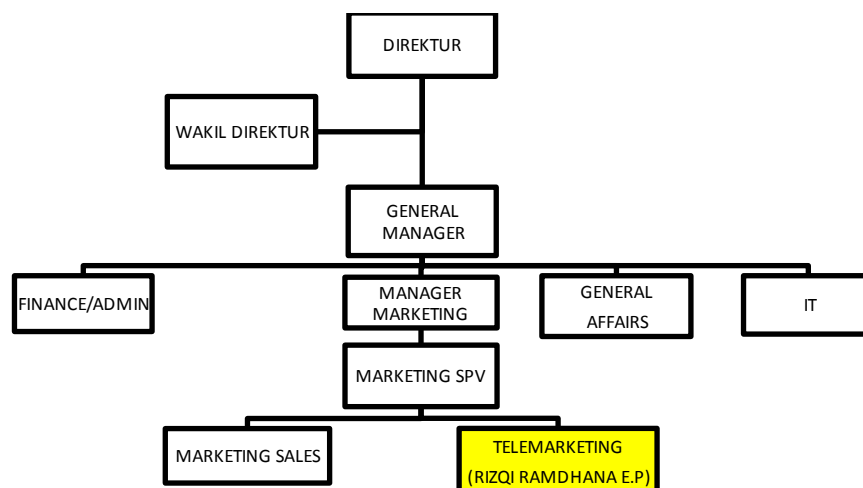 DIREKTUR
WAKIL DIREKTUR
GENERAL
MANAGER
FINANCE/ADMIN
MANAGER
MARKETING
GENERAL
AFFAIRS
IT
MARKETING SPV
MARKETING SALES
TELEMARKETING
(RIZQI RAMDHANA E.P)